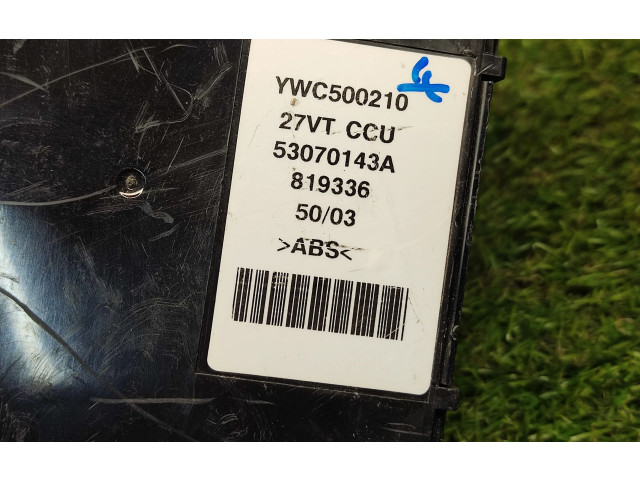 YWC500210
27VT CCU
53070143A
819336
50/03
>ABS<